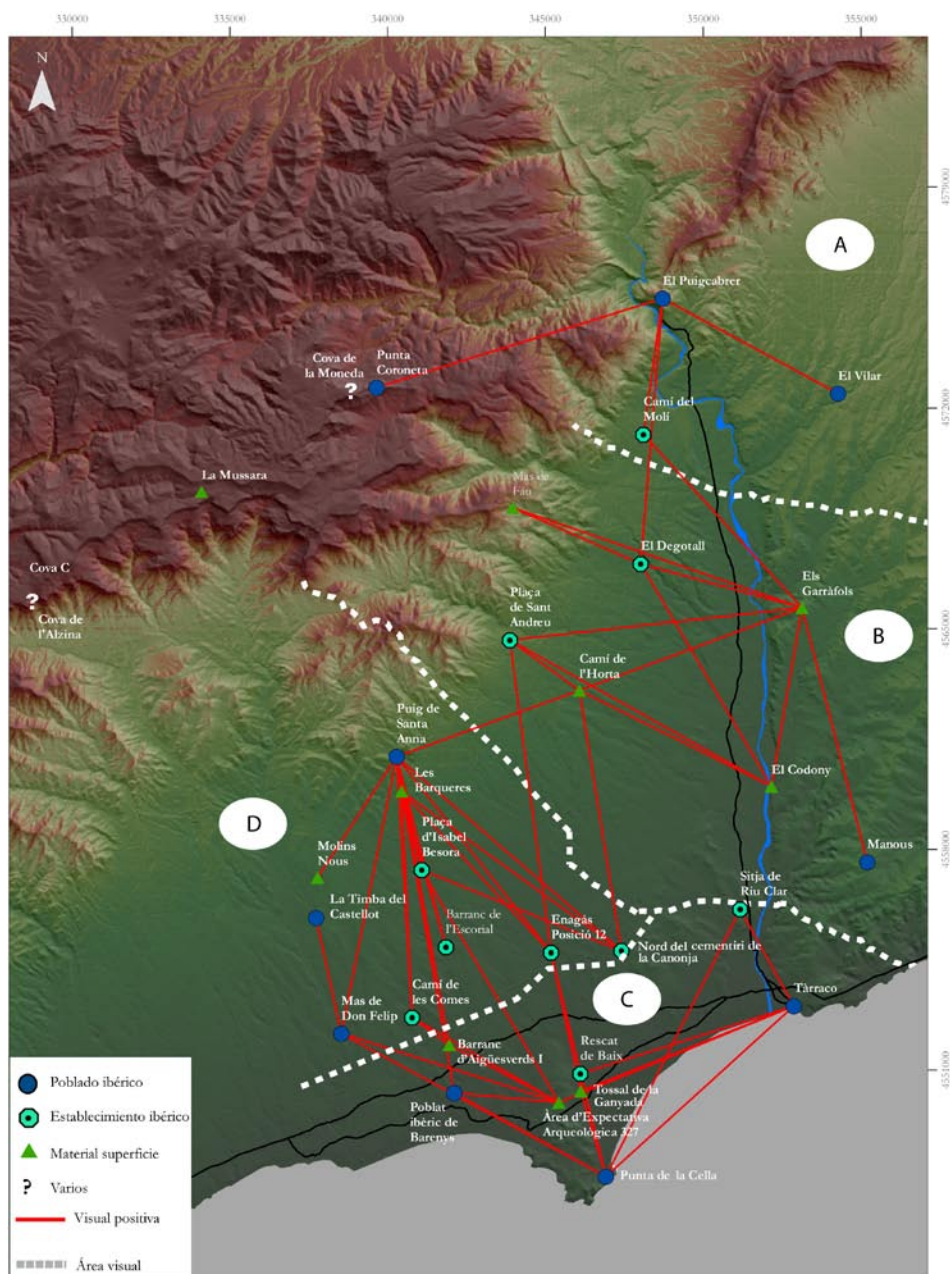 330000
335000
340000
345000
350000
355000
N
4579000
A
El Puigcabrer
Cova de
la Moneda
?
Punta
Coroneta
El Vilar
4572000
Camí del
Molí
La Mussara
Mas de
Fau
El Degotall
Cova C
?
Cova de
l'Alzina
Plaça
de Sant
Andreu
Els
Garràfols
4565000
B
Camí de
l'Horta
Puig de
Santa
Anna
Les
Barqueres
El Codony
D
Plaça
d'Isabel
Besora
Molins
Nous
4558000
Manous
Sitja de
Riu Clar
La Timba del
Castellot
Barranc de
l'Escorial
Enagás
Posició 12
Nord del cementiri de
la Canonja
C
Camí de
les Comes
Mas de
Don Felip
Tàrraco
Barranc
d'Aigüesverds I
Rescat
de Baix
4551000
Tossal de la
Ganyada
Àrea d'Expectativa
Arqueològica 327
Poblat
ibèric de
Barenys
Punta de la Cella
Poblado ibérico
Establecimiento ibérico
Material superficie
? Varios
Visual positiva
Área visual